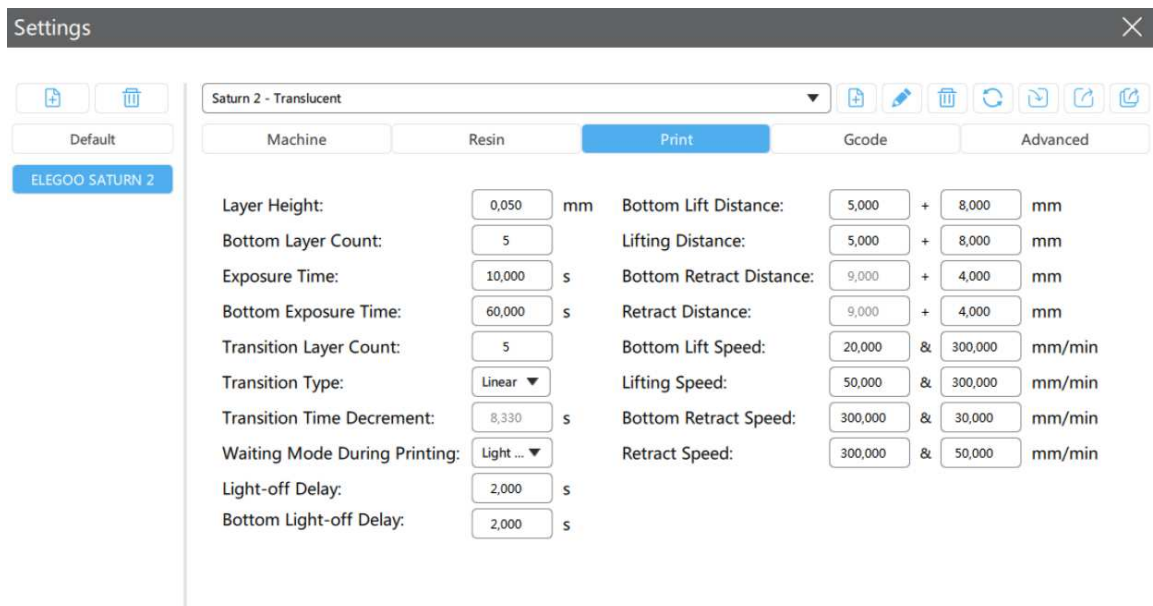 Settings
Saturn 2 - Translucent
Default
Machine Resin Print Gcode Advanced
ELEGOO SATURN 2
Layer Height: 0,050 mm Bottom Lift Distance: 5,000 + 8,000 mm
Bottom Layer Count: 5 Lifting Distance: 5,000 + 8,000 mm
Exposure Time: 10,000 s Bottom Retract Distance: 9,000 + 4,000 mm
Bottom Exposure Time: 60,000 s Retract Distance: 9,000 + 4,000 mm
Transition Layer Count: 5 Bottom Lift Speed: 20,000 & 300,000 mm/min
Transition Type: Linear Lifting Speed: 50,000 & 300,000 mm/min
Transition Time Decrement: 8,330 s Bottom Retract Speed: 300,000 & 30,000 mm/min
Waiting Mode During Printing: Light ... Retract Speed: 300,000 & 50,000 mm/min
Light-off Delay: 2,000 s
Bottom Light-off Delay: 2,000 s